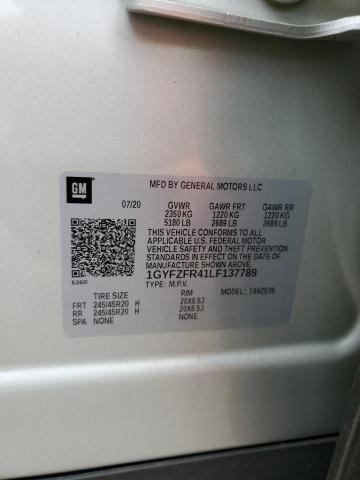 GM
MFD BY GENERAL MOTORS LLC
07/20 GVWR GAWR FRT GAWR RR
2350 KG 1220 KG 1220 KG
5180 LB 2689 LB 2689 LB
THIS VEHICLE CONFORMS TO ALL
APPLICABLE U.S. FEDERAL MOTOR
VEHICLE SAFETY AND THEFT PREVENTION
STANDARDS IN EFFECT ON THE DATE OF
MANUFACTURE SHOWN ABOVE.
1GYFZFR41LF137789
636R TYPE: M.P.V.
TIRE SIZE RIM MODEL:
FRT 245/45R20 H 20X8.5J
RR 245/45R20 H 20X8.5J
SPA NONE NONE